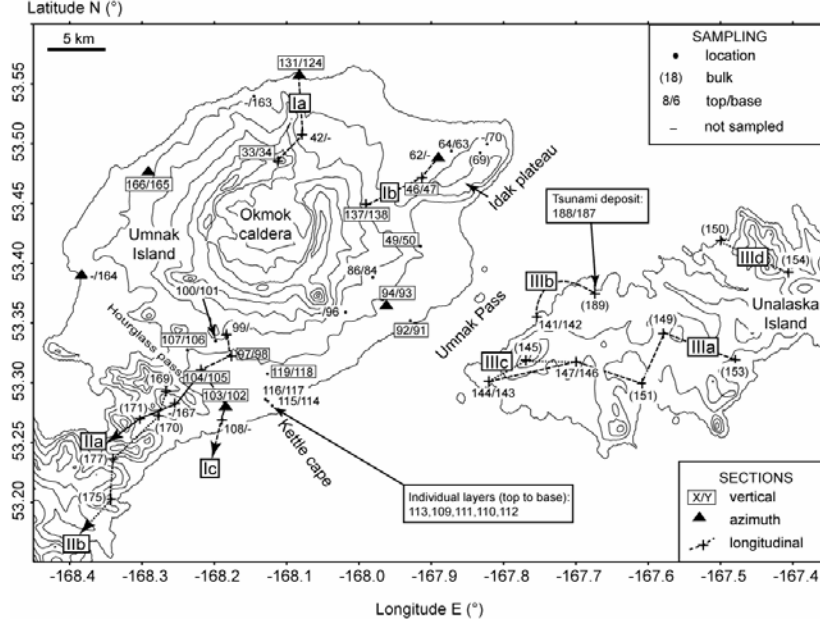 Latitude N (°)
5 km
53.55
53.50
53.45
53.40
53.35
53.30
53.25
53.20
131/124
-/163
Ia
42/-
33/34
166/165
Okmok
caldera
Umnak
Island
-/164
62/-
64/63
-/70
(69)
Ib
46/47
137/138
Idak plateau
49/50
86/84
94/93
-/96
92/91
100/101
Hourglass pass
99/-
107/106
97/98
104/105
119/118
103/102
116/117
115/114
108/-
Kettle cape
Ic
(169)
-/167
(171)
(170)
IIa
(177)
(175)
IIb
Umnak Pass
SAMPLING
location
(18) bulk
8/6 top/base
– not sampled
Tsunami deposit:
188/187
(150)
IIId
(154)
Unalaska
Island
IIIb
(189)
141/142
(149)
IIIa
(153)
IIIc
(145)
147/146
144/143
(151)
Individual layers (top to base):
113,109,111,110,112
SECTIONS
X/Y vertical
azimuth
longitudinal
-168.4 -168.3 -168.2 -168.1 -168.0 -167.9 -167.8 -167.7 -167.6 -167.5 -167.4
Longitude E (°)